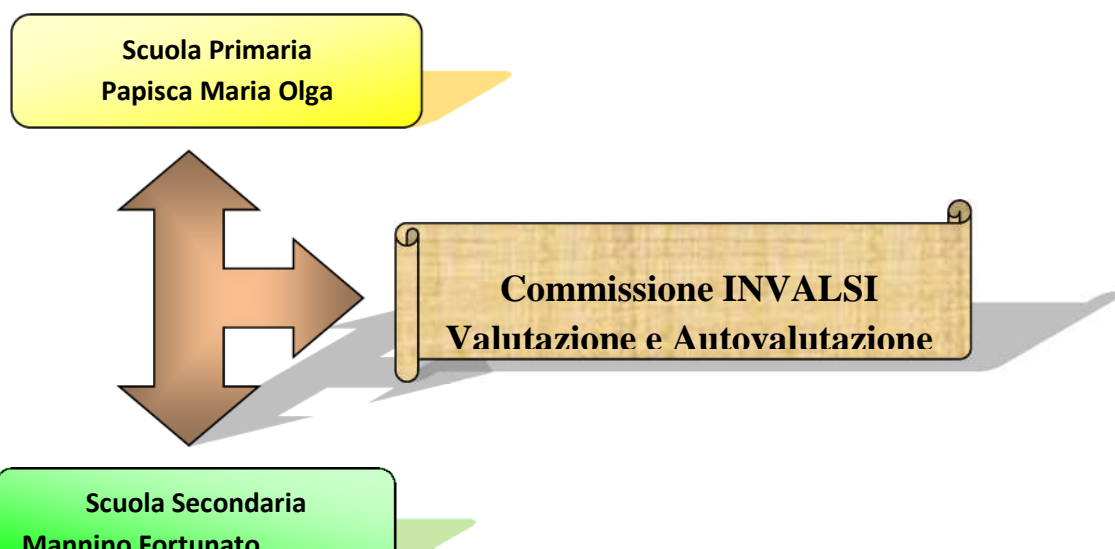 Scuola Primaria
Papisca Maria Olga
Commissione INVALSI
Valutazione e Autovalutazione
Scuola Secondaria
Mannino Fortunato